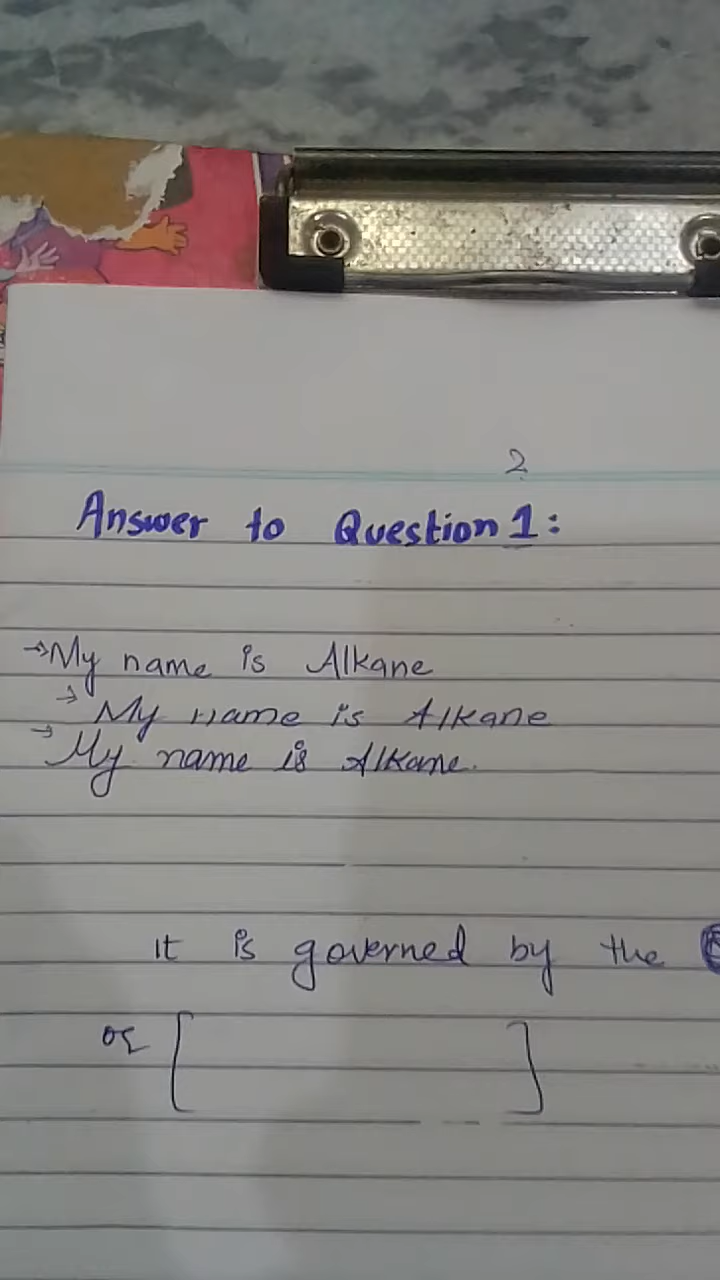 2
Answer to Question 1:
→My name is Alkane
→ My name is Alkane
→ My name is Alkane.
it is governed by the
or [ ]